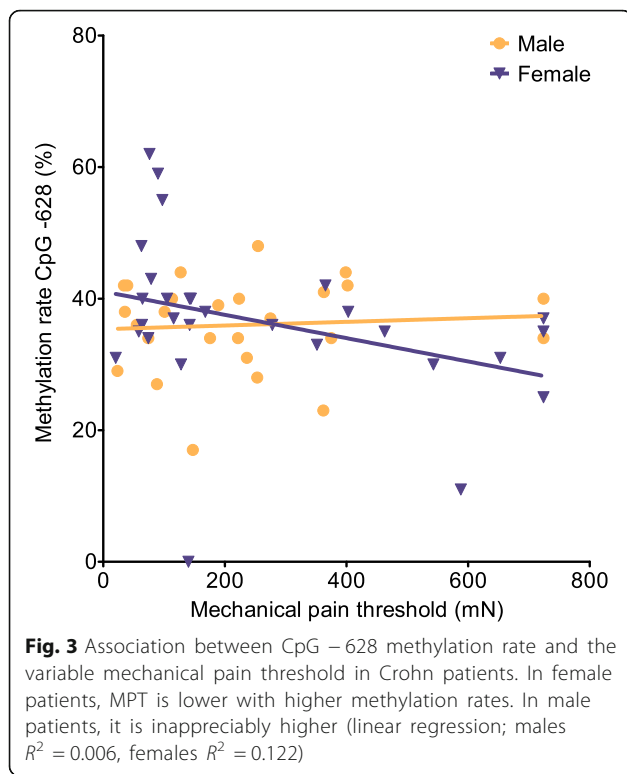 80
Male
Female
60
40
20
0
Methylation rate CpG -628 (%)
0 200 400 600 800
Mechanical pain threshold (mN)
Fig. 3 Association between CpG − 628 methylation rate and the
variable mechanical pain threshold in Crohn patients. In female
patients, MPT is lower with higher methylation rates. In male
patients, it is inappreciably higher (linear regression; males
R² = 0.006, females R² = 0.122)